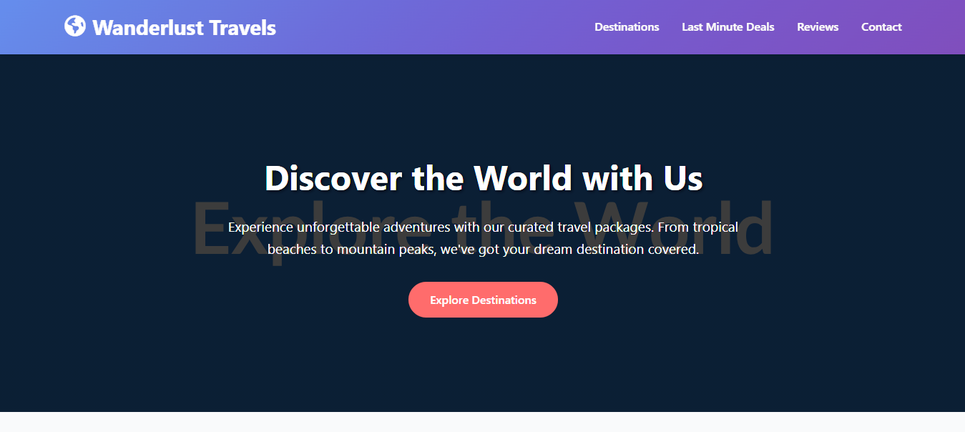 Wanderlust Travels
Destinations
Last Minute Deals
Reviews
Contact
Discover the World with Us
Explore the World
Experience unforgettable adventures with our curated travel packages. From tropical
beaches to mountain peaks, we've got your dream destination covered.
Explore Destinations